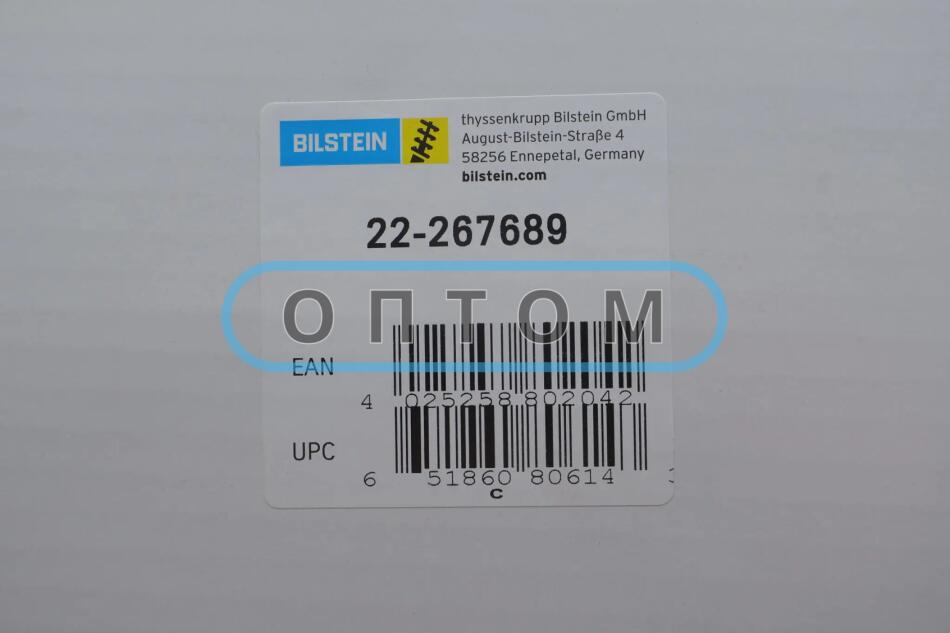 BILSTEIN
thyssenkrupp Bilstein GmbH
August-Bilstein-Straße 4
58256 Ennepetal, Germany
bilstein.com
22-267689
ОПТОМ
EAN
4 025258 802042
UPC
6 51860 80614
C